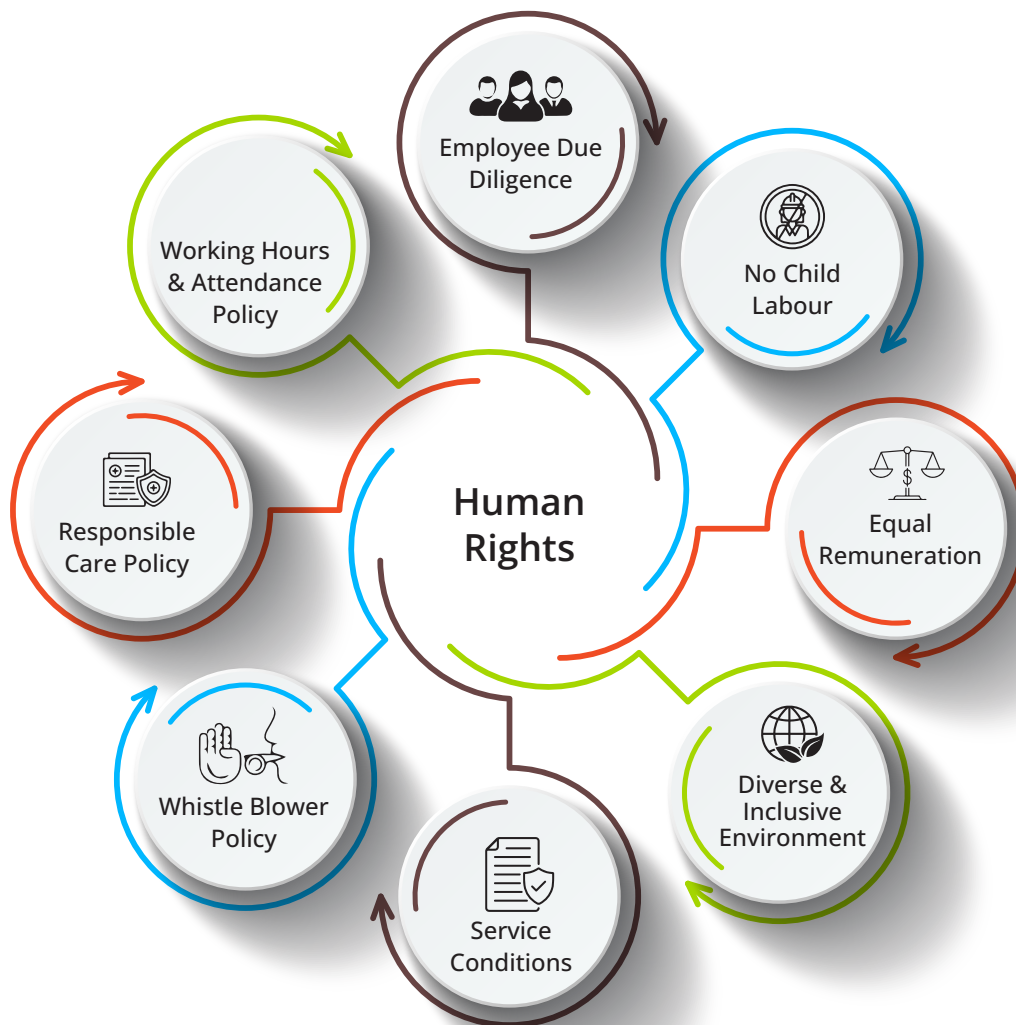 Human
Rights
Employee Due
Diligence
No Child
Labour
Equal
Remuneration
$
Diverse &
Inclusive
Environment
Service
Conditions
Whistle Blower
Policy
Responsible
Care Policy
Working Hours
& Attendance
Policy